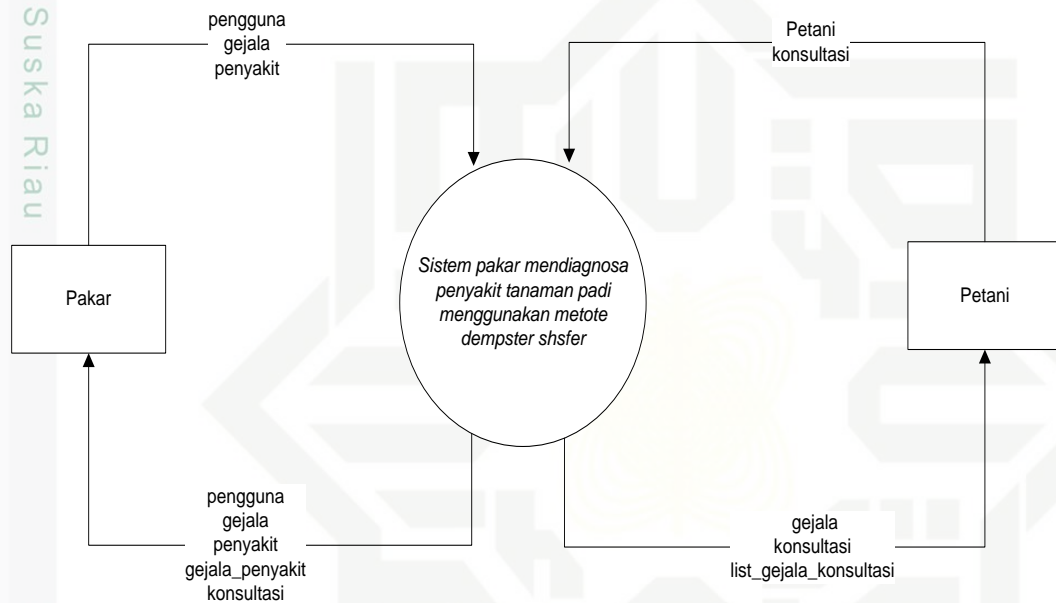 Suska Riau
pengguna
gejala
penyakit
Petani
konsultasi
Pakar
Sistem pakar mendiagnosa
penyakit tanaman padi
menggunakan metote
dempster shsfer
Petani
pengguna
gejala
penyakit
gejala_penyakit
konsultasi
gejala
konsultasi
list_gejala_konsultasi